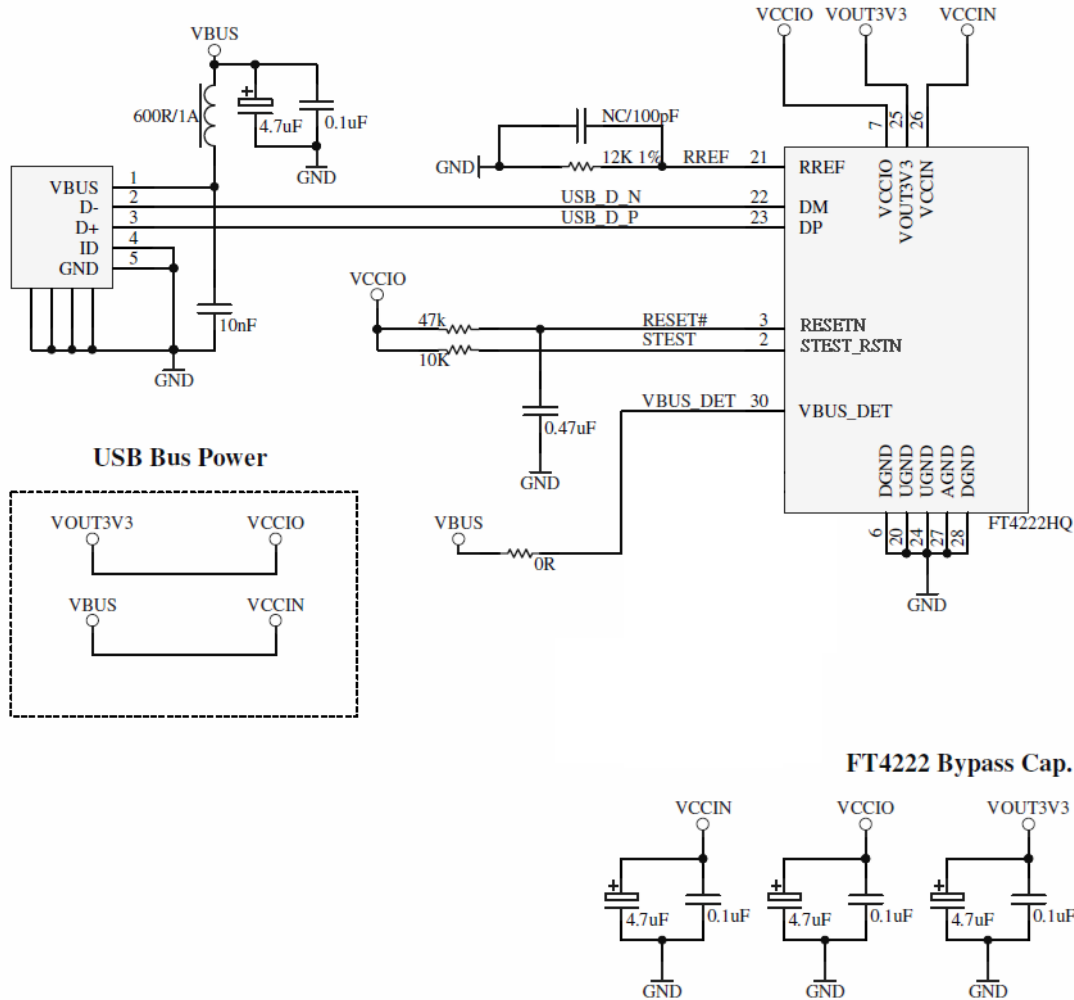 VCCIO VOUT3V3 VCCIN
VBUS
600R/1A
4.7uF
0.1uF
GND
NC/100pF
GND
12K 1%
RREF 21
7
25
26
RREF
VCCIO
VOUT3V3
VCCIN
VBUS 1
D- 2
D+ 3
ID 4
GND 5
USB_D_N 22 DM
USB_D_P 23 DP
10nF
GND
VCCIO
47k
RESET# 3 RESETN
10K
STEST 2 STEST_RSTN
0.47uF
GND
VBUS_DET 30 VBUS_DET
VBUS
0R
DGND
UGND
UGND
AGND
DGND
6
20
24
27
28
FT4222HQ
GND
USB Bus Power
VOUT3V3 VCCIO
VBUS VCCIN
FT4222 Bypass Cap.
VCCIN VCCIO VOUT3V3
4.7uF 0.1uF 4.7uF 0.1uF 4.7uF 0.1uF
GND GND GND